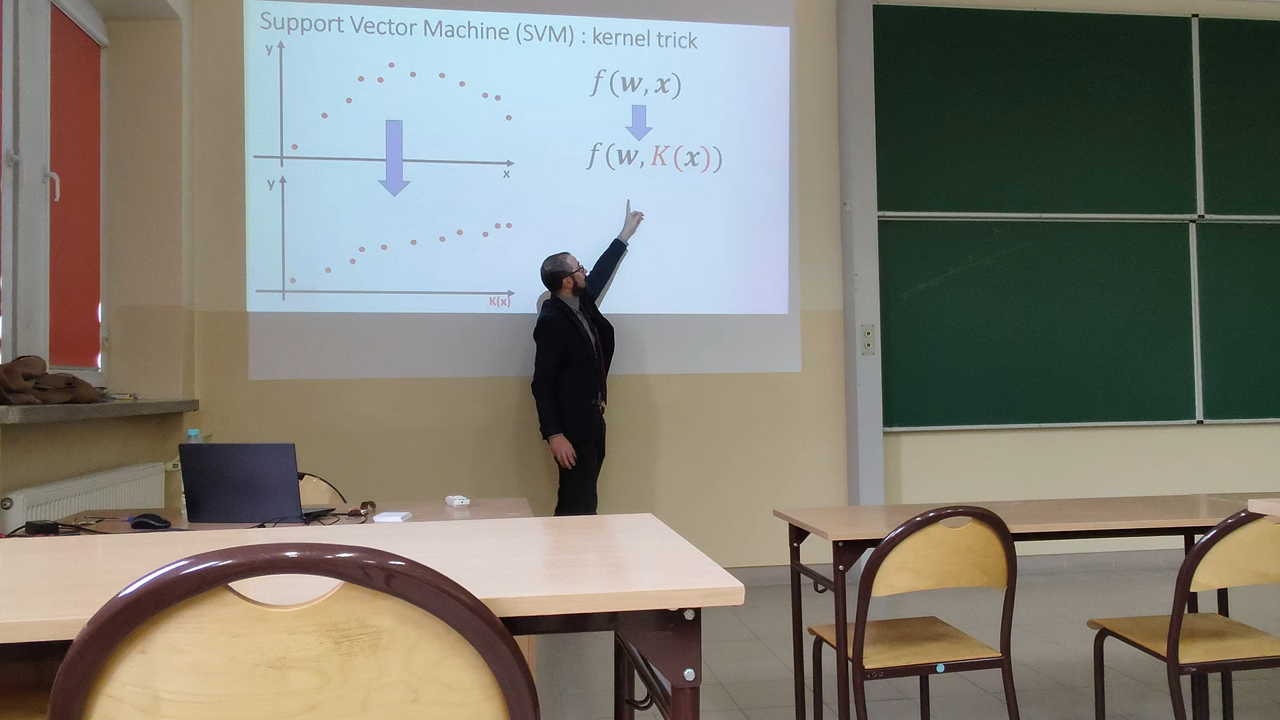 Support Vector Machine (SVM) : kernel trick
y
x
y
K(x)
f(w, x)
f(w, K(x))